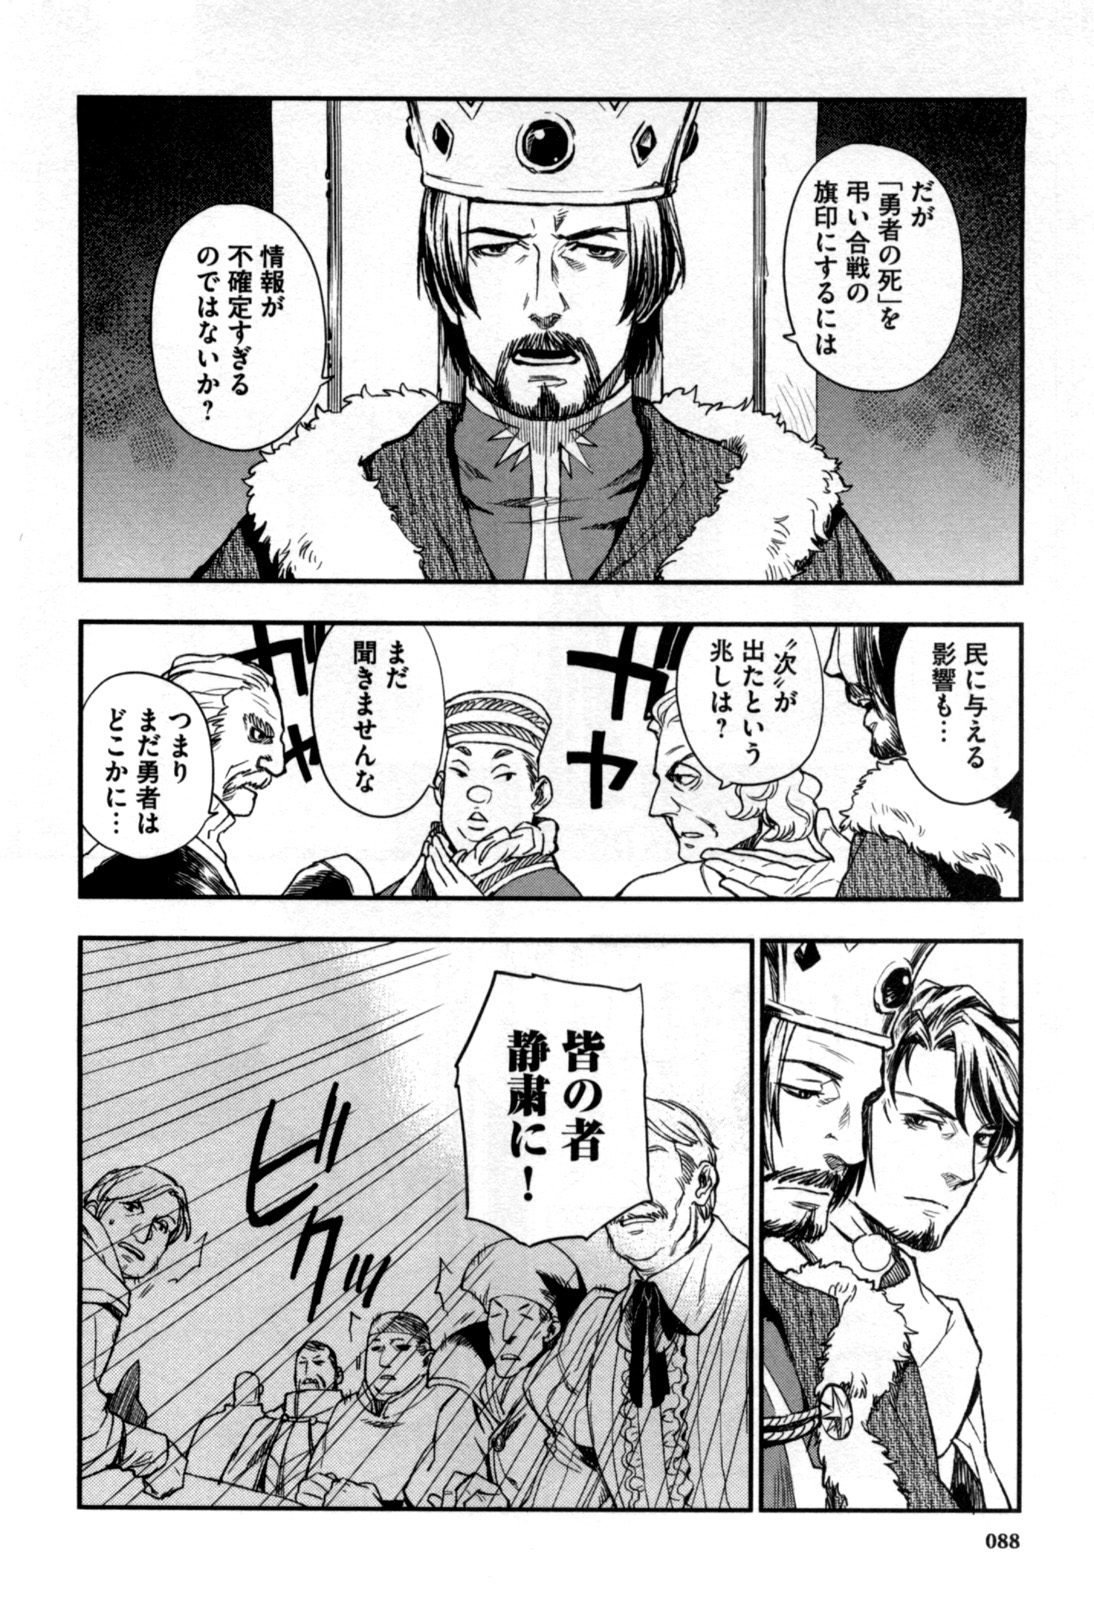 だが
「勇者の死」を
弔い合戦の
旗印にするには
情報が
不確定すぎる
のではないか?
民に与える
影響も…
〝次〟が
出たという
兆しは?
ガヤ
まだ
聞きませんな
ガヤ
つまり
まだ勇者は
どこかに…
皆の者
静粛に!
ビクッ
088